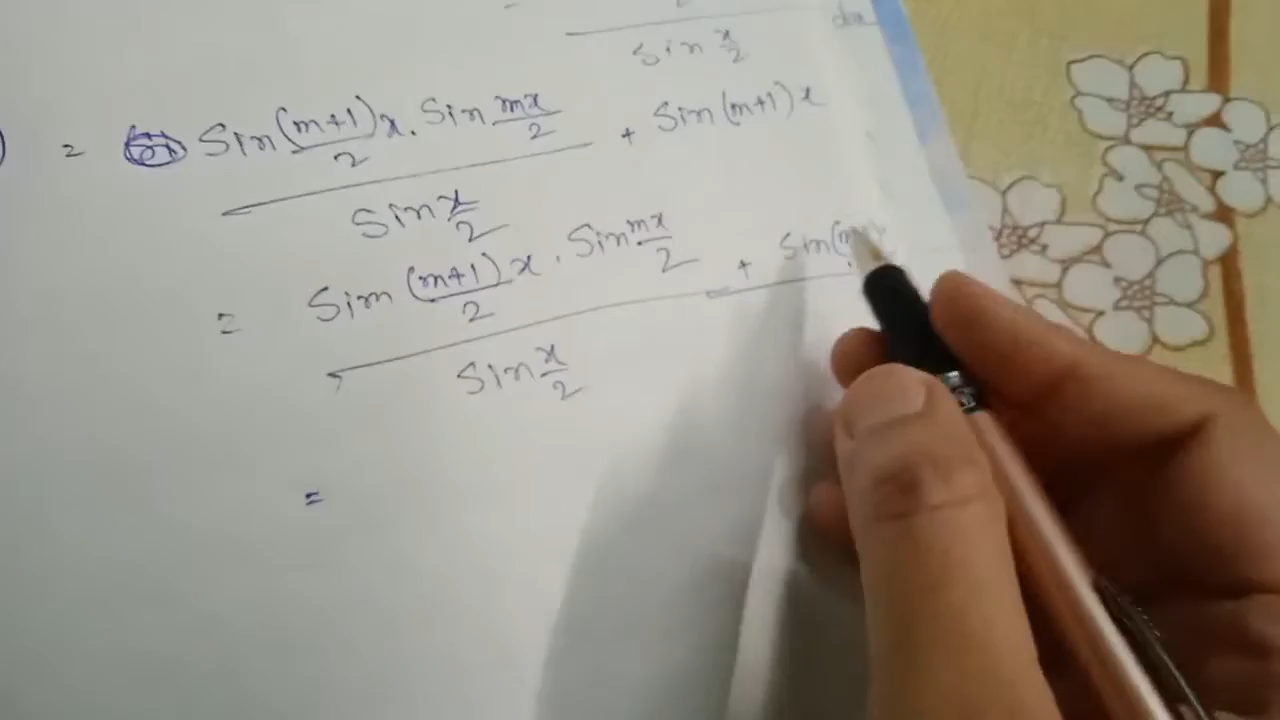 sin x/2
= sin (m+1)/2 x . sin mx/2 / sin x/2 + sin (m+1) x
= sin (m+1)/2 x . sin mx/2 + sin / sin x/2
=